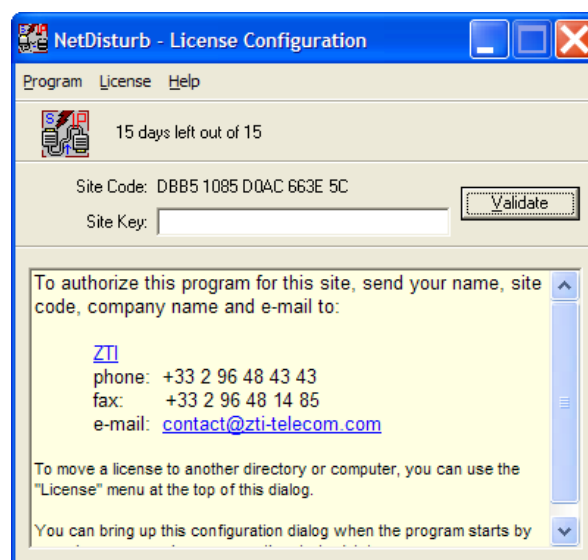 NetDisturb - License Configuration
Program License Help
15 days left out of 15
Site Code: DBB5 1085 D0AC 663E 5C
Validate
Site Key:
To authorize this program for this site, send your name, site
code, company name and e-mail to:
ZTI
phone: +33 2 96 48 43 43
fax: +33 2 96 48 14 85
e-mail: contact@zti-telecom.com
To move a license to another directory or computer, you can use the
"License" menu at the top of this dialog.
You can bring up this configuration dialog when the program starts by